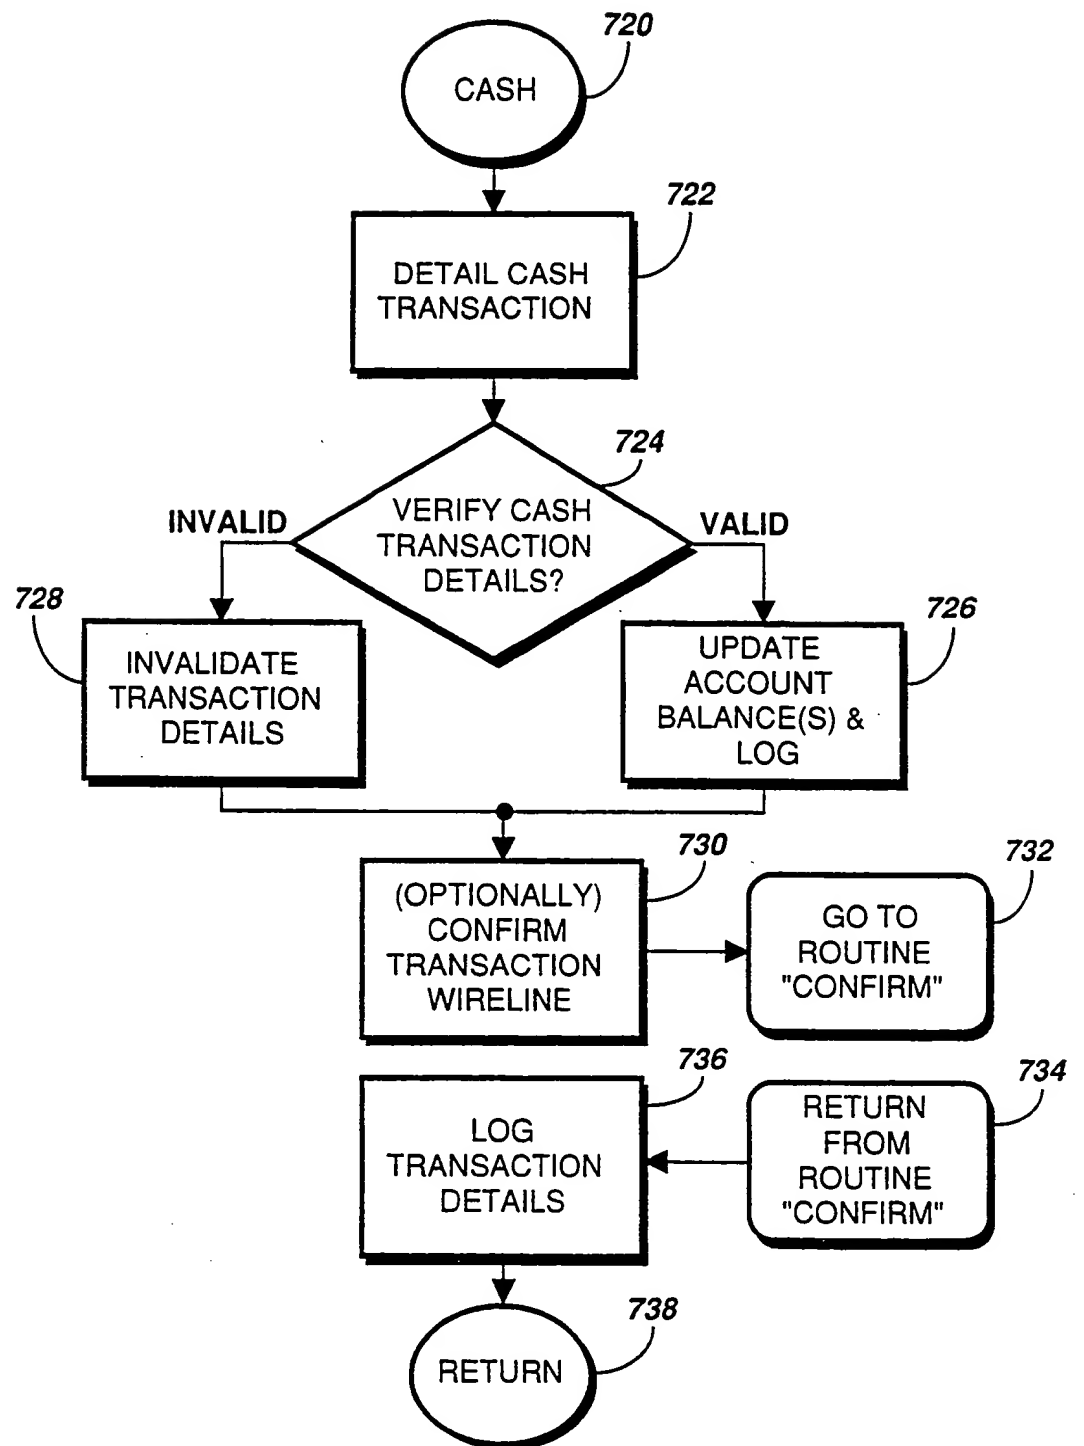 720
CASH
722
DETAIL CASH
TRANSACTION
724
INVALID
VERIFY CASH
TRANSACTION
DETAILS?
VALID
728
INVALIDATE
TRANSACTION
DETAILS
726
UPDATE
ACCOUNT
BALANCE(S) &
LOG
730
(OPTIONALLY)
CONFIRM
TRANSACTION
WIRELINE
732
GO TO
ROUTINE
"CONFIRM"
736
LOG
TRANSACTION
DETAILS
734
RETURN
FROM
ROUTINE
"CONFIRM"
738
RETURN